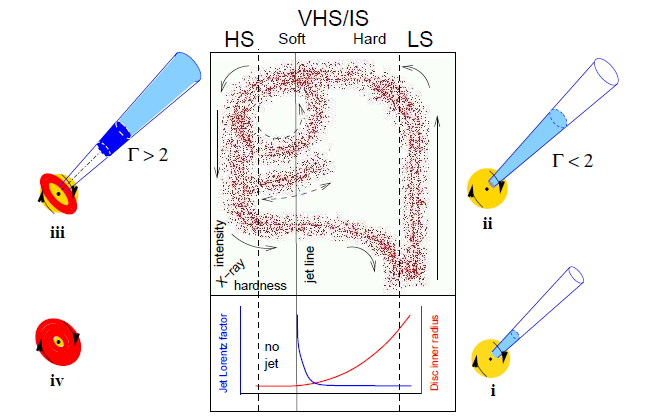 VHS/IS
HS Soft Hard LS
Γ > 2
Γ < 2
iii
ii
X-ray intensity
hardness
jet line
Jet Lorentz factor
no
jet
Disc inner radius
iv
i